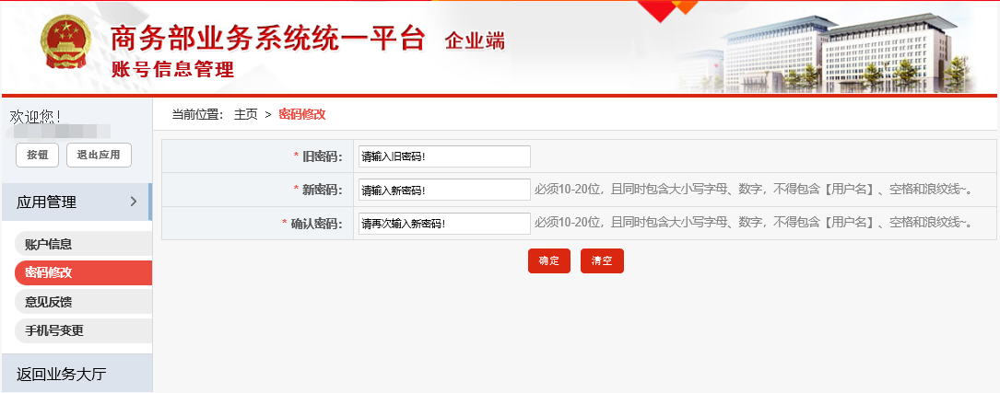 商务部业务系统统一平台 企业端
账号信息管理
欢迎您！
按钮 退出应用
应用管理
账户信息
密码修改
意见反馈
手机号变更
返回业务大厅
当前位置： 主页 > 密码修改
* 旧密码： 请输入旧密码!
* 新密码： 请输入新密码! 必须10-20位，且同时包含大小写字母、数字，不得包含【用户名】、空格和浪纹线~。
* 确认密码： 请再次输入新密码! 必须10-20位，且同时包含大小写字母、数字，不得包含【用户名】、空格和浪纹线~。
确定 清空